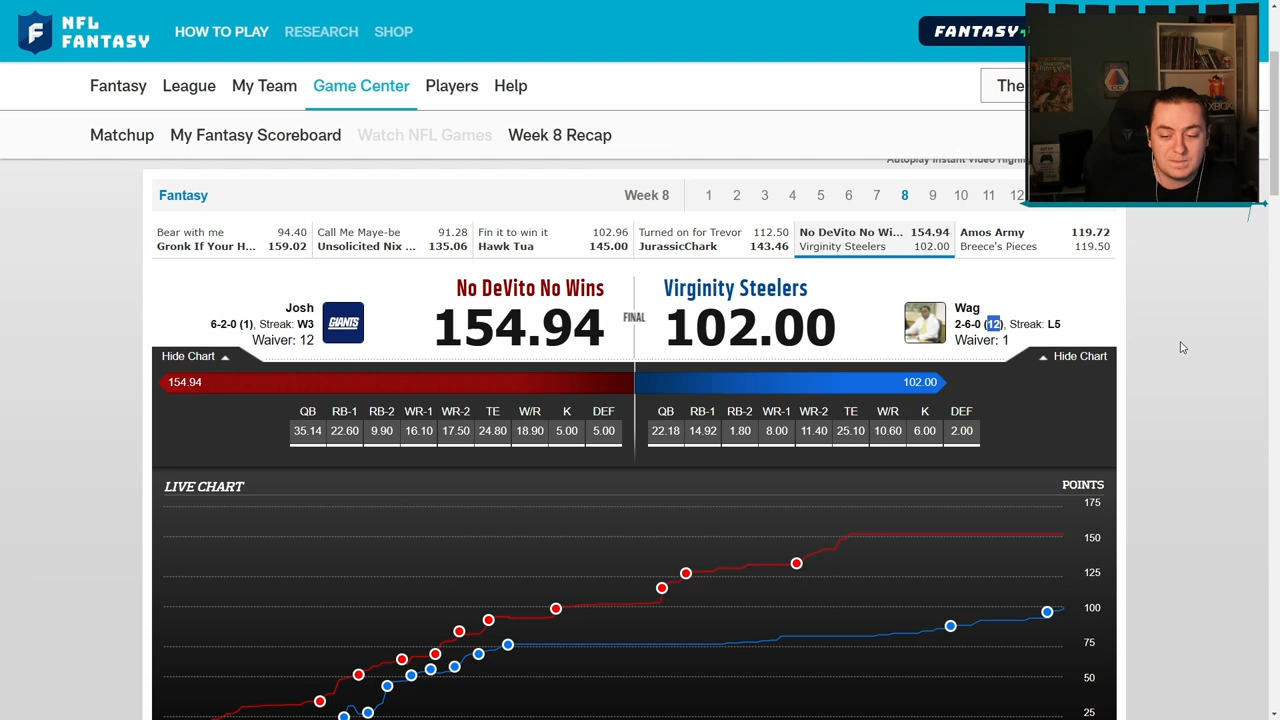 NFL
FANTASY
HOW TO PLAY RESEARCH SHOP
FANTASY+
Fantasy League My Team Game Center Players Help
The
Matchup My Fantasy Scoreboard Watch NFL Games Week 8 Recap
Fantasy Week 8 1 2 3 4 5 6 7 8 9 10 11 12
Bear with me 94.40 Call Me Maye-be 91.28 Fin it to win it 102.96 Turned on for Trevor 112.50 No DeVito No Wi... 154.94 Amos Army 119.72
Gronk If Your H... 159.02 Unsolicited Nix ... 135.06 Hawk Tua 145.00 JurassicChark 143.46 Virginity Steelers 102.00 Breece's Pieces 119.50
No DeVito No Wins Virginity Steelers
Josh
6-2-0 (1), Streak: W3
Waiver: 12
154.94 FINAL 102.00
Wag
2-6-0 (12), Streak: L5
Waiver: 1
Hide Chart Hide Chart
154.94 102.00
QB RB-1 RB-2 WR-1 WR-2 TE W/R K DEF QB RB-1 RB-2 WR-1 WR-2 TE W/R K DEF
35.14 22.60 9.90 16.10 17.50 24.80 18.90 5.00 5.00 22.18 14.92 1.80 8.00 11.40 25.10 10.60 6.00 2.00
LIVE CHART POINTS
175
150
125
100
75
50
25
XBOX